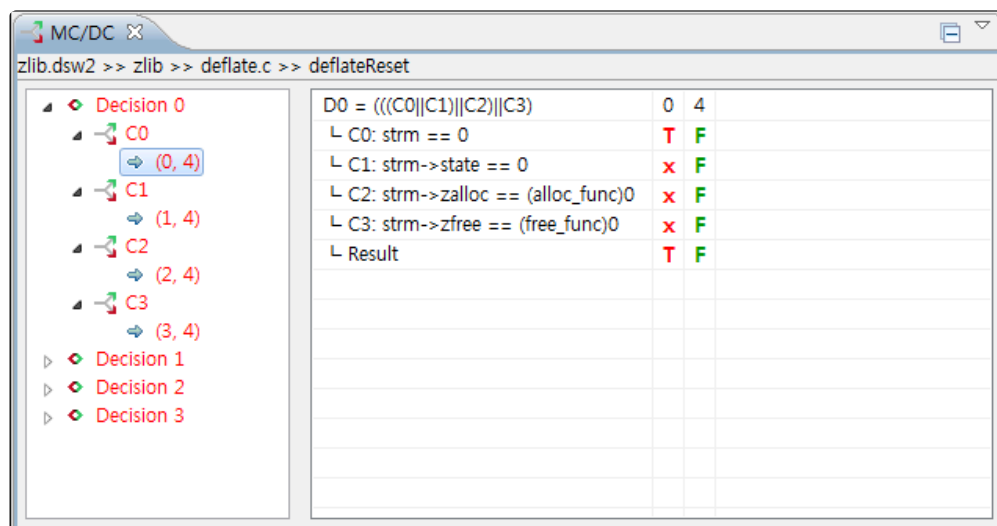 MC/DC
zlib.dsw2 >> zlib >> deflate.c >> deflateReset
Decision 0
C0
(0, 4)
C1
(1, 4)
C2
(2, 4)
C3
(3, 4)
Decision 1
Decision 2
Decision 3
D0 = (((C0||C1)||C2)||C3) 0 4
└ C0: strm == 0 T F
└ C1: strm->state == 0 x F
└ C2: strm->zalloc == (alloc_func)0 x F
└ C3: strm->zfree == (free_func)0 x F
└ Result T F